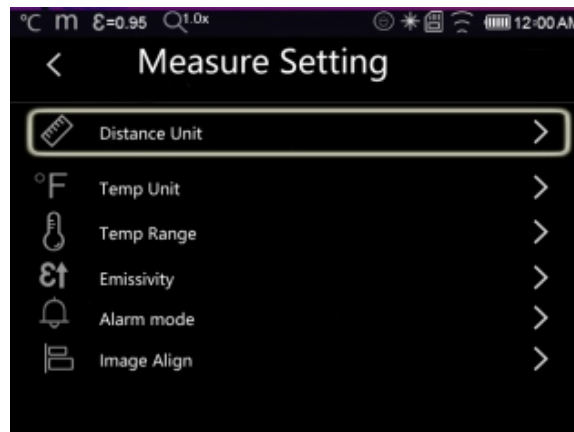 ℃ m ε=0.95 1.0x 12:00 AM
Measure Setting
Distance Unit
°F Temp Unit
Temp Range
ε↑ Emissivity
Alarm mode
Image Align